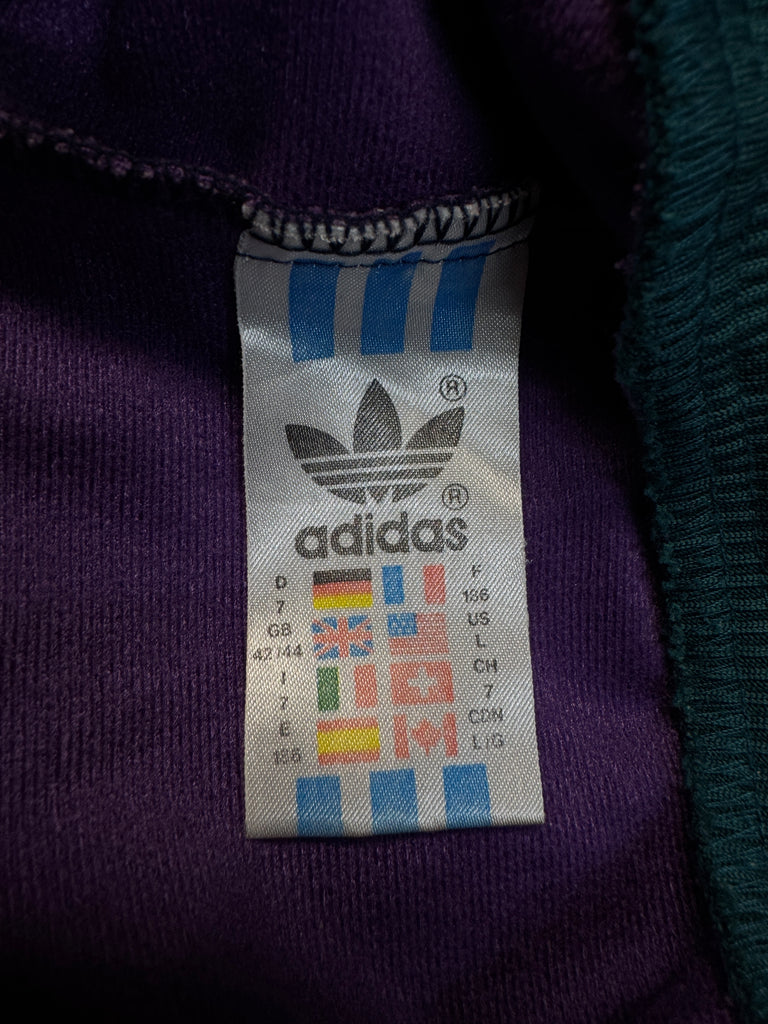 ®
®
adidas
D
7
F
186
GB
42/44
US
L
I
7
CH
7
E
186
CDN
L/G